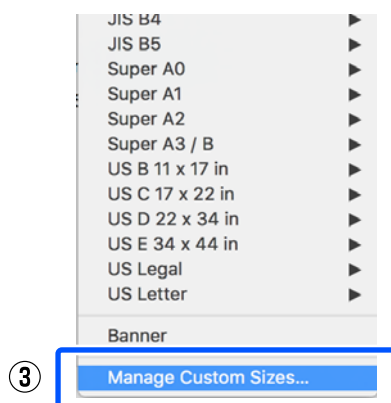 JIS B4
JIS B5
Super A0
Super A1
Super A2
Super A3 / B
US B 11 x 17 in
US C 17 x 22 in
US D 22 x 34 in
US E 34 x 44 in
US Legal
US Letter
Banner
③ Manage Custom Sizes...